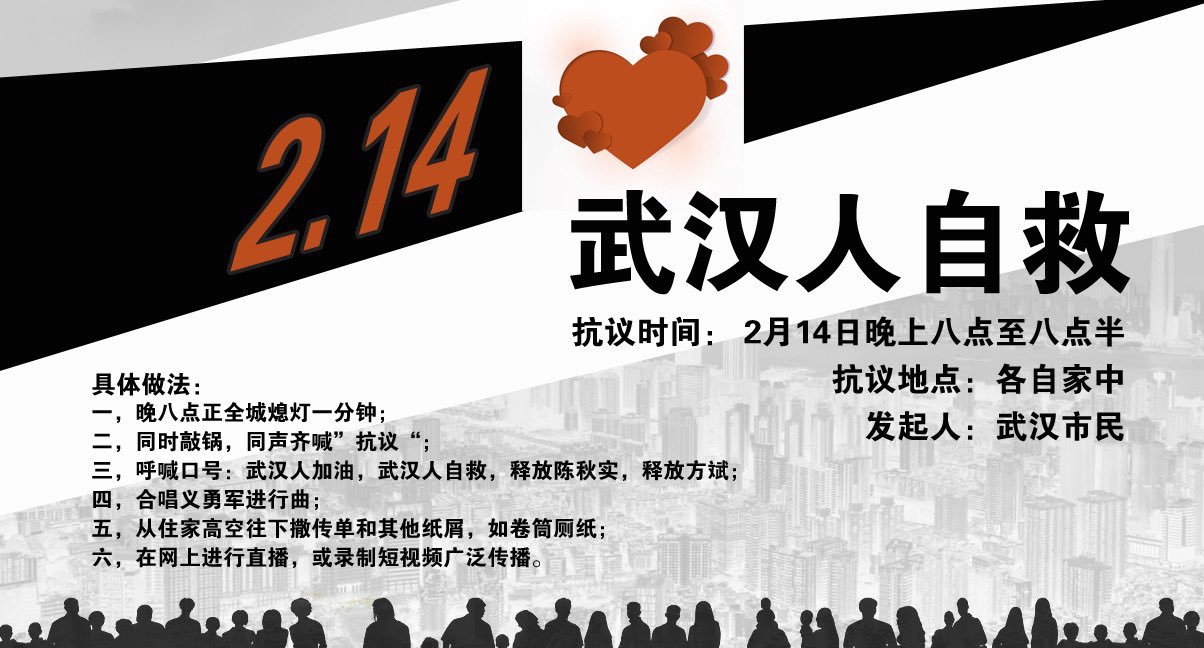 2.14
武汉人自救
抗议时间： 2月14日晚上八点至八点半
抗议地点：各自家中
发起人：武汉市民
具体做法：
一，晚八点正全城熄灯一分钟；
二，同时敲锅，同声齐喊”抗议“；
三，呼喊口号：武汉人加油，武汉人自救，释放陈秋实，释放方斌；
四，合唱义勇军进行曲；
五，从住家高空往下撒传单和其他纸屑，如卷筒厕纸；
六，在网上进行直播，或录制短视频广泛传播。